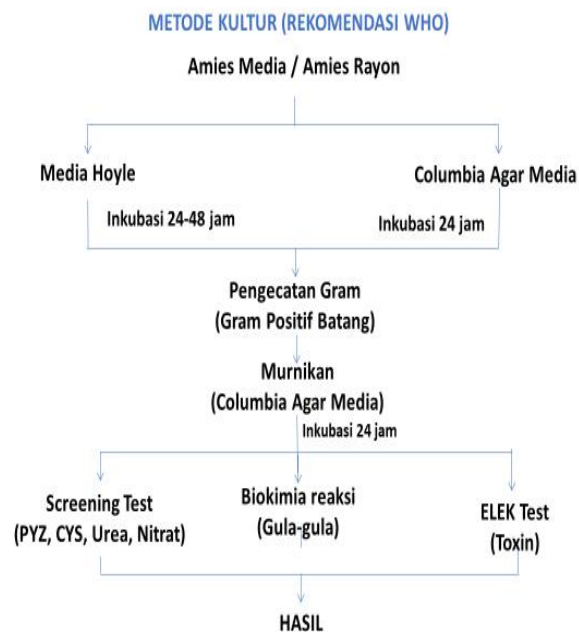 METODE KULTUR (REKOMENDASI WHO)
Amies Media / Amies Rayon
Media Hoyle
Columbia Agar Media
Inkubasi 24-48 jam
Inkubasi 24 jam
Pengecatan Gram
(Gram Positif Batang)
Murnikan
(Columbia Agar Media)
Inkubasi 24 jam
Screening Test
(PYZ, CYS, Urea, Nitrat)
Biokimia reaksi
(Gula-gula)
ELEK Test
(Toxin)
HASIL